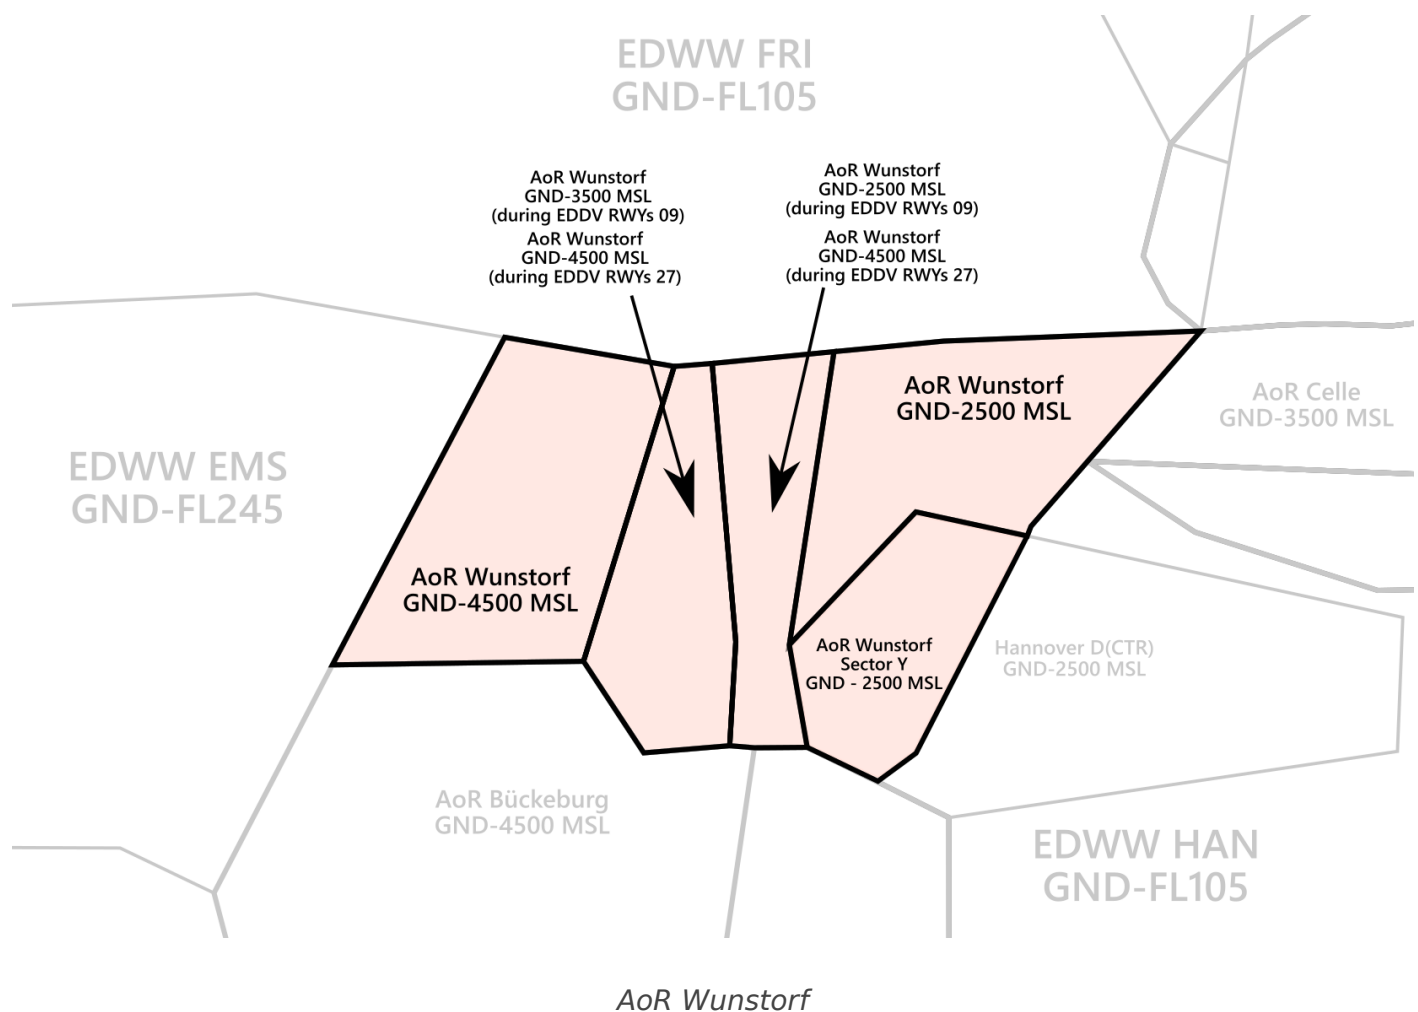 EDWW FRI
GND-FL105
AoR Wunstorf
GND-3500 MSL
(during EDDV RWYs 09)
AoR Wunstorf
GND-4500 MSL
(during EDDV RWYs 27)
AoR Wunstorf
GND-2500 MSL
(during EDDV RWYs 09)
AoR Wunstorf
GND-4500 MSL
(during EDDV RWYs 27)
AoR Wunstorf
GND-2500 MSL
AoR Celle
GND-3500 MSL
EDWW EMS
GND-FL245
AoR Wunstorf
GND-4500 MSL
AoR Wunstorf
Sector Y
GND - 2500 MSL
Hannover D(CTR)
GND-2500 MSL
AoR Bückeburg
GND-4500 MSL
EDWW HAN
GND-FL105
AoR Wunstorf